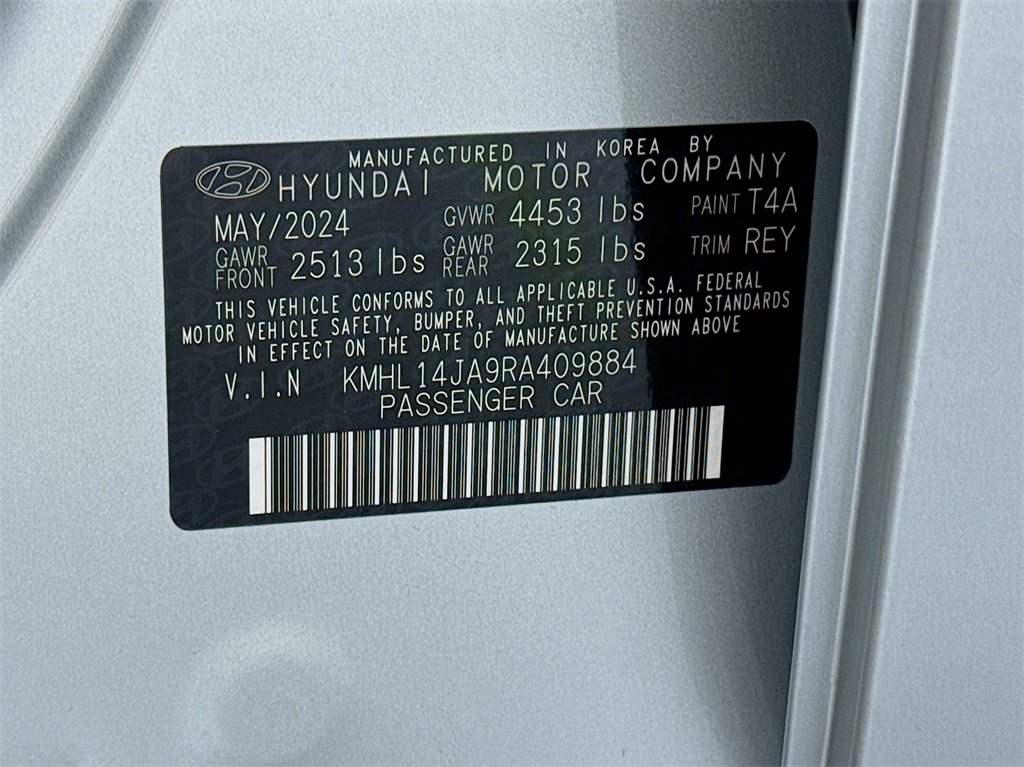 MANUFACTURED IN KOREA BY
HYUNDAI MOTOR COMPANY
MAY/2024 GVWR 4453 lbs PAINT T4A
GAWR FRONT 2513 lbs GAWR REAR 2315 lbs TRIM REY
THIS VEHICLE CONFORMS TO ALL APPLICABLE U.S.A. FEDERAL
MOTOR VEHICLE SAFETY, BUMPER, AND THEFT PREVENTION STANDARDS
IN EFFECT ON THE DATE OF MANUFACTURE SHOWN ABOVE
V.I.N KMHL14JA9RA409884
PASSENGER CAR